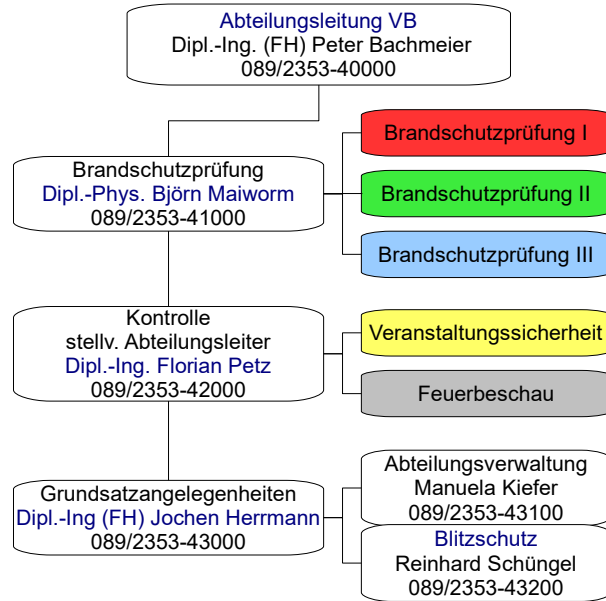 Abteilungsleitung VB
Dipl.-Ing. (FH) Peter Bachmeier
089/2353-40000
Brandschutzprüfung
Dipl.-Phys. Björn Maiworm
089/2353-41000
Brandschutzprüfung I
Brandschutzprüfung II
Brandschutzprüfung III
Kontrolle
stellv. Abteilungsleiter
Dipl.-Ing. Florian Petz
089/2353-42000
Veranstaltungssicherheit
Feuerbeschau
Grundsatzangelegenheiten
Dipl.-Ing (FH) Jochen Herrmann
089/2353-43000
Abteilungsverwaltung
Manuela Kiefer
089/2353-43100
Blitzschutz
Reinhard Schüngel
089/2353-43200